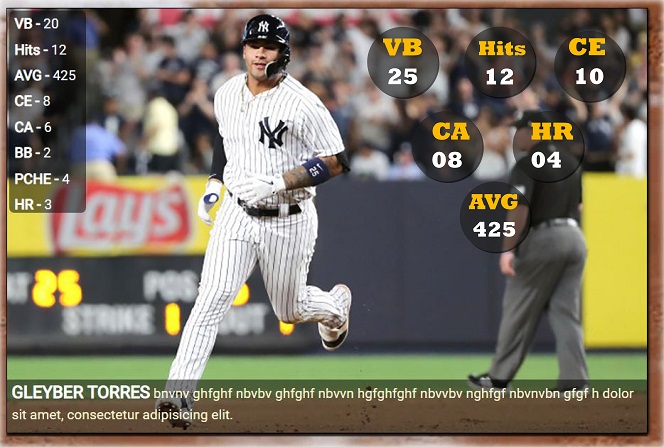 VB - 20
Hits - 12
AVG - 425
CE - 8
CA - 6
BB - 2
PCHE - 4
HR - 3
VB
25
Hits
12
CE
10
CA
08
HR
04
AVG
425
NY
NY
25
Lay's
AT 25 POS
STRIKE 1 OUT
GLEYBER TORRES bnvnv ghfghf nbvbv ghfghf nbvvn hgfghfghf nbvvbv nghfgf nbvnvbn gfgf h dolor
sit amet, consectetur adipisicing elit.